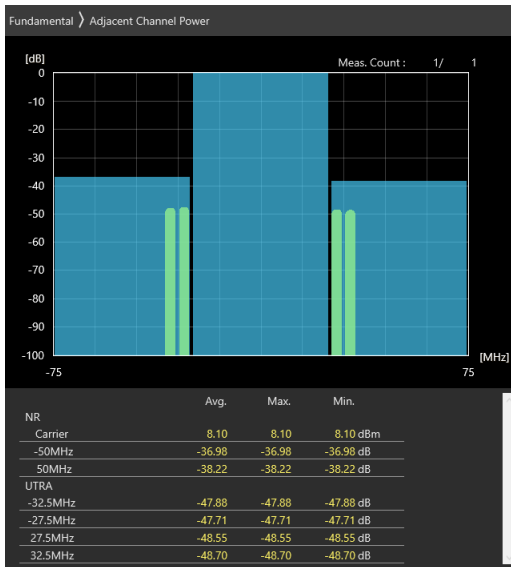 Fundamental ⟩ Adjacent Channel Power
[dB]
Meas. Count : 1/ 1
0
-10
-20
-30
-40
-50
-60
-70
-80
-90
-100
[MHz]
-75 75
Avg. Max. Min.
NR
Carrier 8.10 8.10 8.10 dBm
-50MHz -36.98 -36.98 -36.98 dB
50MHz -38.22 -38.22 -38.22 dB
UTRA
-32.5MHz -47.88 -47.88 -47.88 dB
-27.5MHz -47.71 -47.71 -47.71 dB
27.5MHz -48.55 -48.55 -48.55 dB
32.5MHz -48.70 -48.70 -48.70 dB